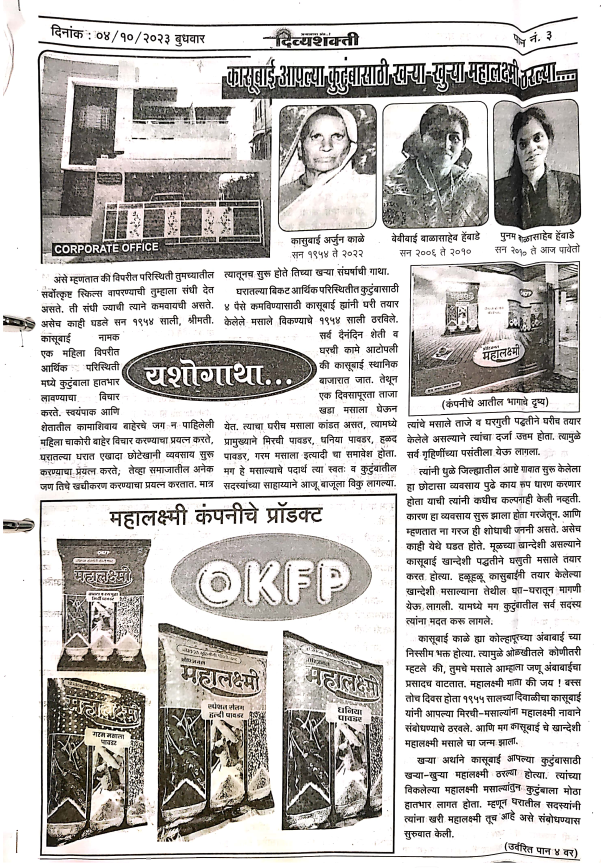 दिनांक : ०४/१०/२०२३ बुधवार
दिव्यशक्ती
पान नं. ३
कासूबाई आपल्या कुटुंबासाठी खऱ्या-खुऱ्या महालक्ष्मी ठरल्या....
CORPORATE OFFICE
कासुबाई अर्जुन काळे
सन १९५४ ते २०२२
बेबीबाई बाळासाहेब हेंबाडे
सन २००६ ते २०१०
पुनम बाळासाहेब हेंबाडे
सन २०१० ते आज पावेतो
असे म्हणतात की विपरीत परिस्थिती तुमच्यातील
सर्वोत्कृष्ट स्किल्स वापरण्याची तुम्हाला संधी देत
असते. ती संधी ज्याची त्याने कमवायची असते.
असेच काही घडले सन १९५४ साली, श्रीमती.
कासूबाई नामक
एक महिला विपरीत
आर्थिक परिस्थिती
मध्ये कुटुंबाला हातभार
लावण्याचा विचार
करते. स्वयंपाक आणि
शेतातील कामाशिवाय बाहेरचे जग न पाहिलेली
महिला चाकोरी बाहेर विचार करण्याचा प्रयत्न करते,
घरातल्या घरात एखादा छोटेखानी व्यवसाय सुरू
करण्याचा प्रयत्न करते, तेव्हा समाजातील अनेक
जण तिचे खच्चीकरण करण्याचा प्रयत्न करतात. मात्र
यशोगाथा...
त्यातूनच सुरू होते तिच्या खऱ्या संघर्षाची गाथा.
घरातल्या बिकट आर्थिक परिस्थितीत कुटुंबासाठी
४ पैसे कमविण्यासाठी कासूबाई ह्यांनी घरी तयार
केलेले मसाले विकण्याचे १९५४ साली ठरविले.
सर्व दैनंदिन शेती व
घरची कामे आटोपली
की कासूबाई स्थानिक
बाजारात जात. तेथून
एक दिवसापूरता ताजा
खडा मसाला घेऊन
येत. त्याचा घरीच मसाला कांडत असत, त्यामध्ये
प्रामुख्याने मिरची पावडर, धनिया पावडर, हळद
पावडर, गरम मसाला इत्यादी चा समावेश होता.
मग हे मसाल्याचे पदार्थ त्या स्वतः व कुटुंबातील
सदस्यांच्या साहाय्याने आजू बाजूला विकु लागल्या.
महालक्ष्मी
(कंपनीचे आतील भागाचे दृष्य)
त्यांचे मसाले ताजे व घरगुती पद्धतीने घरीच तयार
केलेले असल्याने त्यांचा दर्जा उत्तम होता. त्यामुळे
सर्व गृहिणींच्या पसंतीला येऊ लागली.
त्यांनी धुळे जिल्ह्यातील आष्टे गावात सुरू केलेला
हा छोटासा व्यवसाय पुढे काय रूप धारण करणार
होता याची त्यांनी कधीच कल्पनाही केली नव्हती.
कारण हा व्यवसाय सुरू झाला होता गरजेतून. आणि
म्हणतात ना गरज ही शोधाची जननी असते. असेच
काही येथे घडत होते. मूळच्या खान्देशी असल्याने
कासूबाई खान्देशी पद्धतीने घरगुती मसाले तयार
करत होत्या. हळूहळू कासुबाईंनी तयार केलेल्या
खान्देशी मसाल्याना तेथील घरा-घरातून मागणी
येऊ लागली. यामध्ये मग कुटुंबातील सर्व सदस्य
त्यांना मदत करू लागले.
कासूबाई काळे ह्या कोल्हापूरच्या अंबाबाई च्या
निस्सीम भक्त होत्या. त्यामुळे ओळखीतले कोणीतरी
म्हटले की, तुमचे मसाले आम्हाला जणू अंबाबाईचा
प्रसादच वाटतात. महालक्ष्मी माता की जय ! बस्स
तोच दिवस होता १९५५ सालच्या दिवाळीचा कासूबाई
यांनी आपल्या मिरची-मसाल्यांना महालक्ष्मी नावाने
संबोधण्याचे ठरवले. आणि मग कासूबाई चे खान्देशी
महालक्ष्मी मसाले चा जन्म झाला.
खऱ्या अर्थाने कासूबाई आपल्या कुटुंबासाठी
खऱ्या-खुऱ्या महालक्ष्मी ठरल्या होत्या. त्यांच्या
विकलेल्या महालक्ष्मी मसाल्यांतुन कुटुंबाला मोठा
हातभार लागत होता. म्हणून घरातील सदस्यांनी
त्यांना खरी महालक्ष्मी तूच आहे असे संबोधण्यास
सुरुवात केली.
(उर्वरित पान ४ वर)
महालक्ष्मी कंपनीचे प्रॉडक्ट
OKFP
OKFP
महालक्ष्मी
महालक्ष्मी
गरम मसाला
पावडर
महालक्ष्मी
स्पेशल सेलम
हल्दी पावडर
महालक्ष्मी
धनिया
पावडर